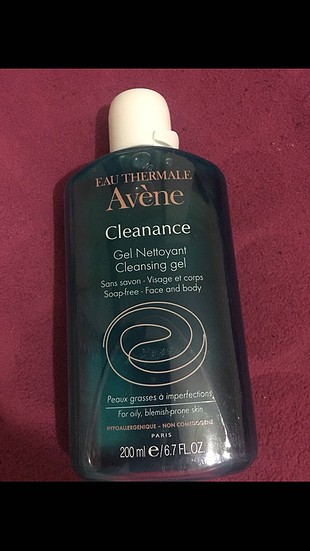 EAU THERMALE
Avène
Cleanance
Gel Nettoyant
Cleansing gel
Sans savon - Visage et corps
Soap-free - Face and body
Peaux grasses à imperfections
For oily, blemish-prone skin
HYPOALLERGENIQUE - NON COMEDOGENE
PARIS
200 ml e/6.7 FL.OZ.